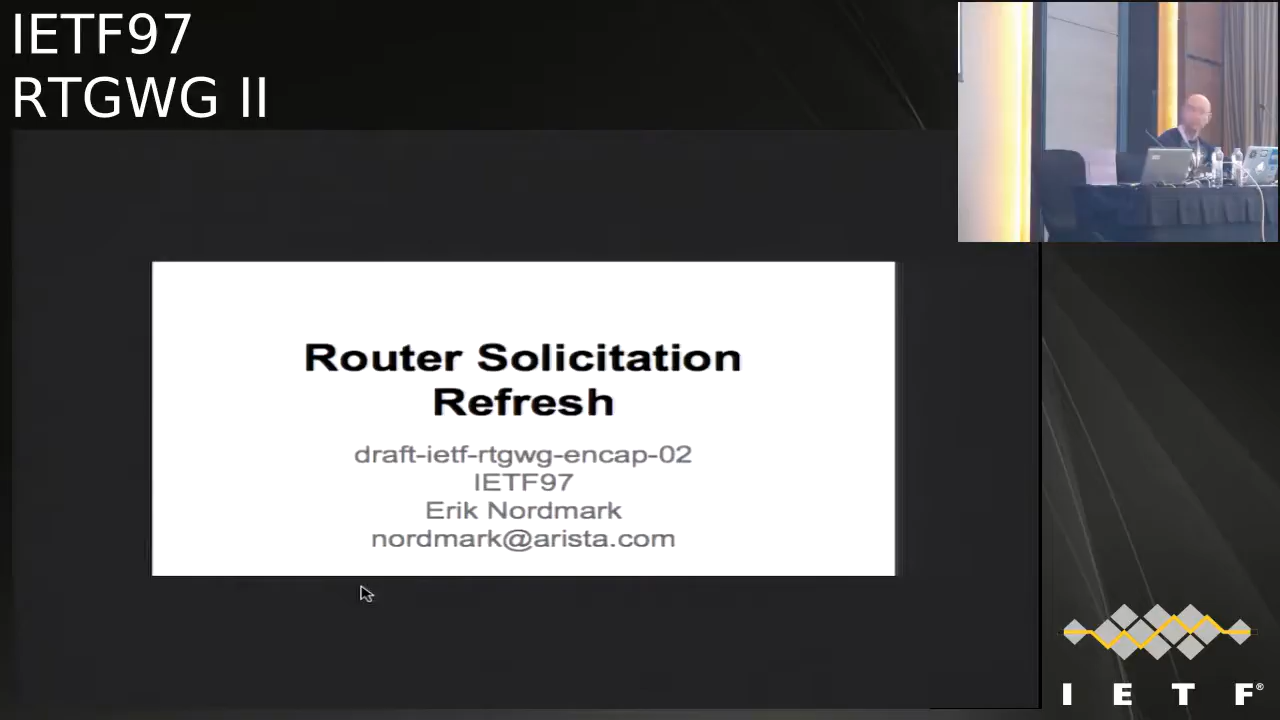 IETF97
RTGWG II
Router Solicitation
Refresh
draft-ietf-rtgwg-encap-02
IETF97
Erik Nordmark
nordmark@arista.com
I E T F®